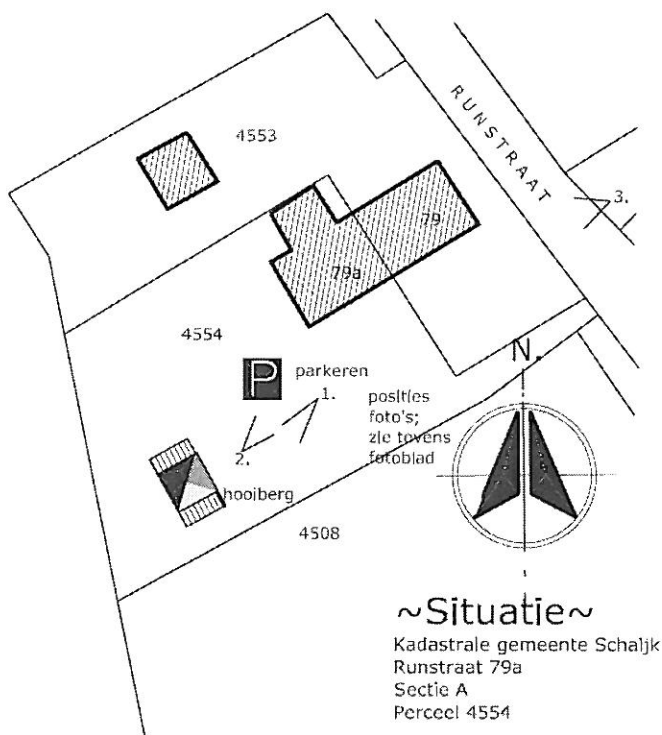 RUNSTRAAT
4553
3.
79
79a
4554
N.
P
parkeren
1.
posities
foto's;
zie tevens
fotoblad
2.
hooiberg
4508
~Situatie~
Kadastrale gemeente Schaijk
Runstraat 79a
Sectie A
Perceel 4554